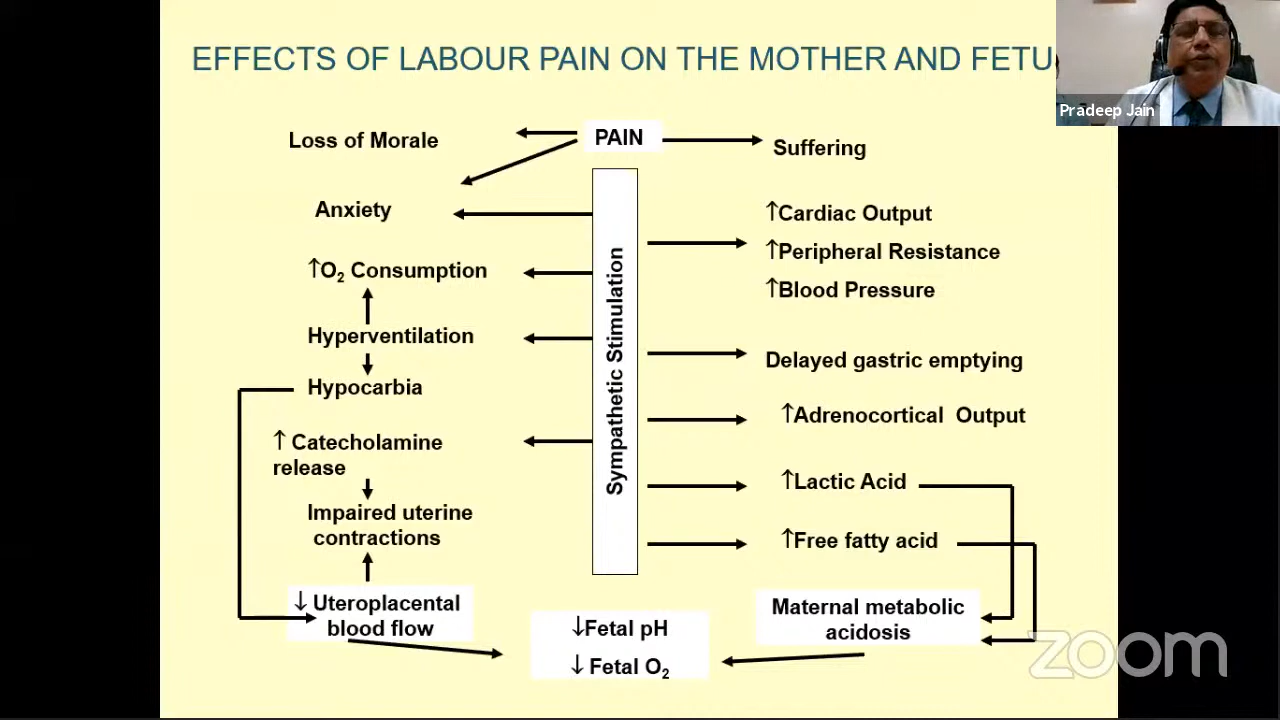 EFFECTS OF LABOUR PAIN ON THE MOTHER AND FETU
Pradeep Jain
PAIN
Loss of Morale
Suffering
Anxiety
↑Cardiac Output
↑Peripheral Resistance
↑Blood Pressure
↑O₂ Consumption
Hyperventilation
Hypocarbia
Sympathetic Stimulation
Delayed gastric emptying
↑Adrenocortical Output
↑ Catecholamine
release
↑Lactic Acid
Impaired uterine
contractions
↑Free fatty acid
↓ Uteroplacental
blood flow
↓Fetal pH
↓ Fetal O₂
Maternal metabolic
acidosis
zoom